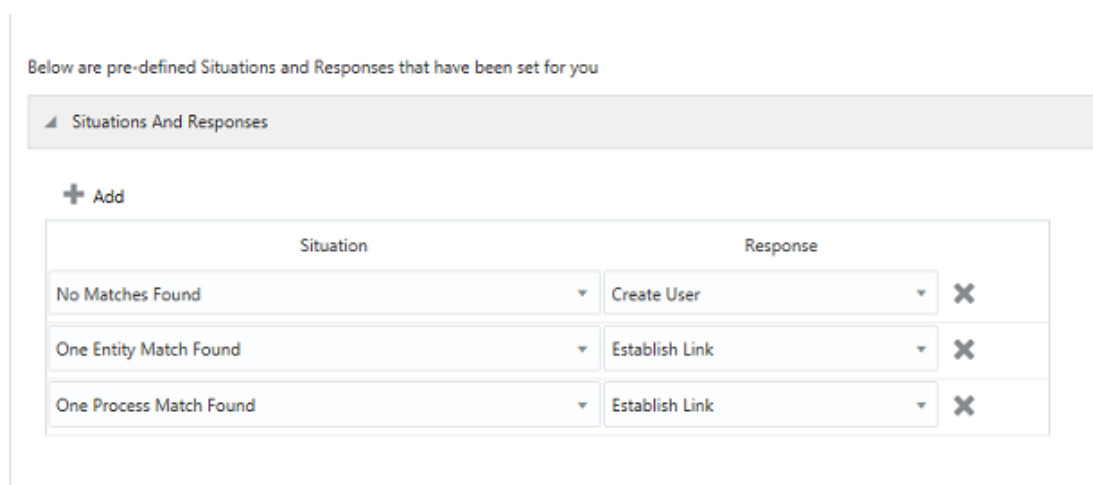 Below are pre-defined Situations and Responses that have been set for you
Situations And Responses
Add
Situation Response
No Matches Found Create User
One Entity Match Found Establish Link
One Process Match Found Establish Link